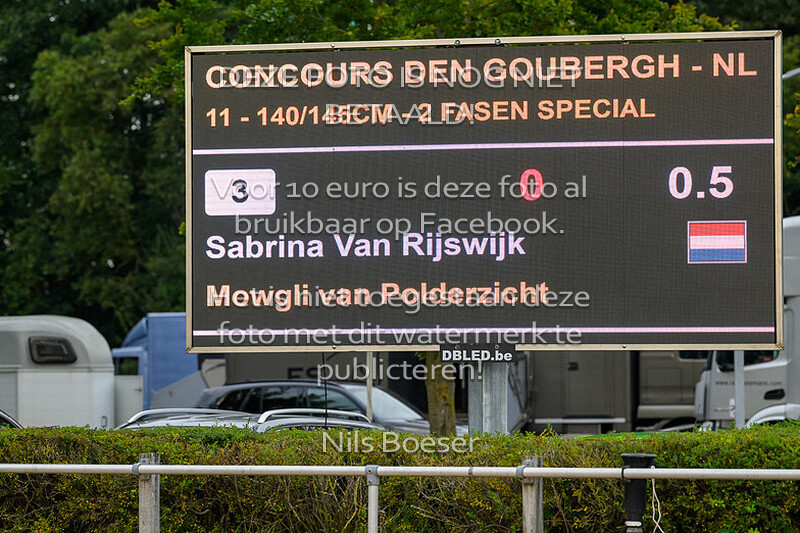 CONCOURS DEN GOUBERGH - NL
DEZE FOTO IS NOG NIET
BETAALD!
11 - 140/145CM - 2 FASEN SPECIAL
3 0 0.5
Voor 10 euro is deze foto al
bruikbaar op Facebook.
Sabrina Van Rijswijk
Mowgli van Polderzicht
Het is niet toegestaan deze
foto met dit watermerkte
publiceren!
DBLED.be
Nils Boeser